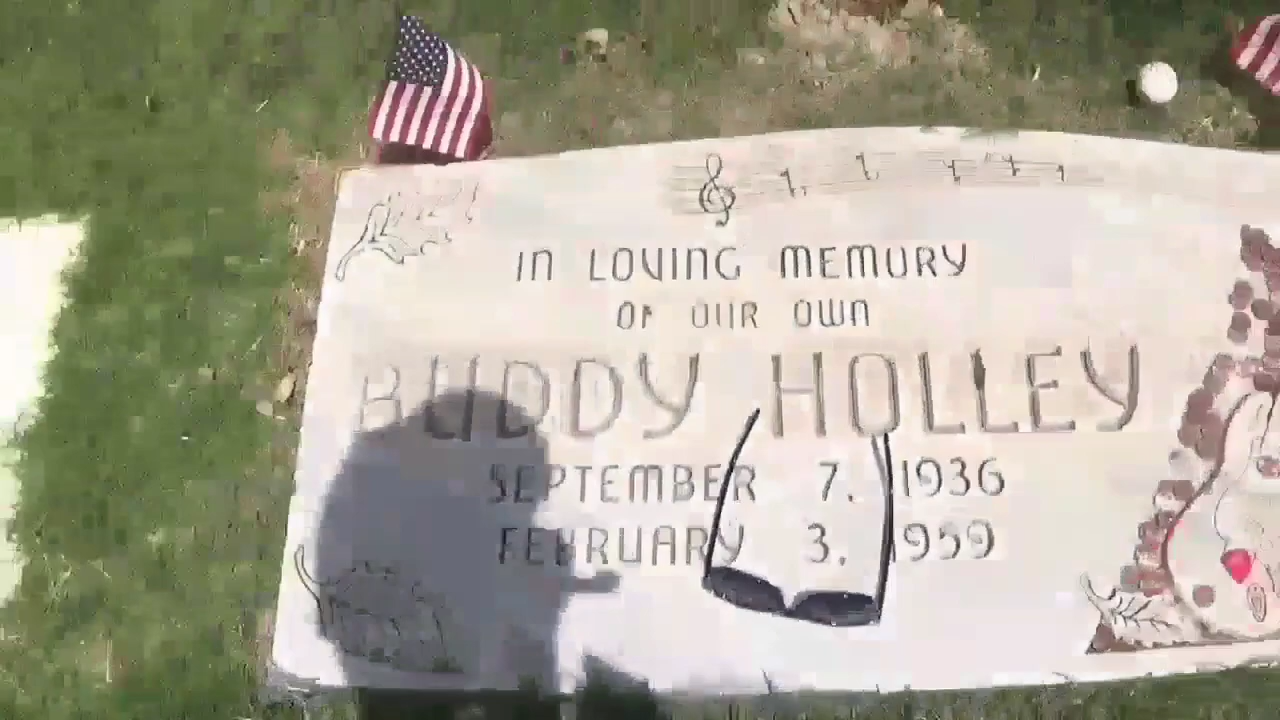 IN LOVING MEMORY
OF OUR OWN
BUDDY HOLLEY
SEPTEMBER 7, 1936
FEBRUARY 3, 1959